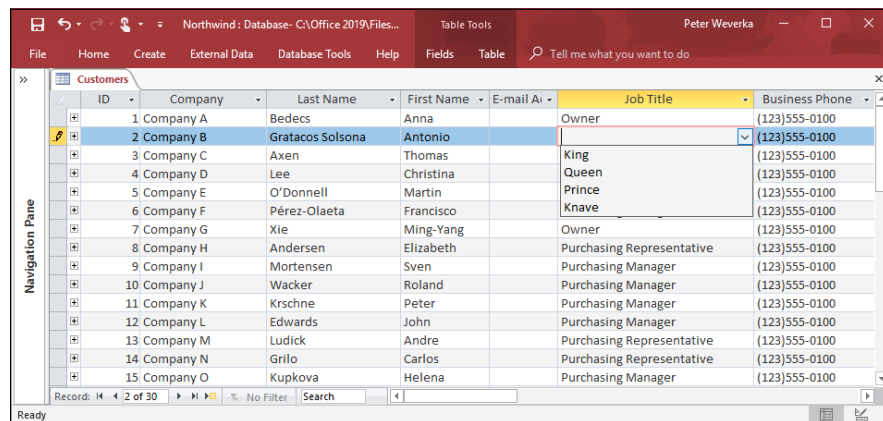 Northwind : Database- C:\Office 2019\Files... Table Tools Peter Weverka
File Home Create External Data Database Tools Help Fields Table Tell me what you want to do
Customers
ID Company Last Name First Name E-mail A Job Title Business Phone
1 Company A Bedecs Anna Owner (123)555-0100
2 Company B Gratacos Solsona Antonio (123)555-0100
3 Company C Axen Thomas King (123)555-0100
4 Company D Lee Christina Queen (123)555-0100
5 Company E O'Donnell Martin Prince (123)555-0100
6 Company F Pérez-Olaeta Francisco Knave (123)555-0100
7 Company G Xie Ming-Yang Owner (123)555-0100
8 Company H Andersen Elizabeth Purchasing Representative (123)555-0100
9 Company I Mortensen Sven Purchasing Manager (123)555-0100
10 Company J Wacker Roland Purchasing Manager (123)555-0100
11 Company K Krschne Peter Purchasing Manager (123)555-0100
12 Company L Edwards John Purchasing Manager (123)555-0100
13 Company M Ludick Andre Purchasing Representative (123)555-0100
14 Company N Grilo Carlos Purchasing Representative (123)555-0100
15 Company O Kupkova Helena Purchasing Manager (123)555-0100
Navigation Pane
Record: 2 of 30 No Filter Search
Ready